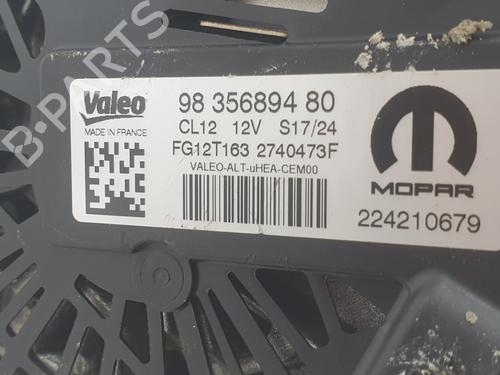 Valeo
MADE IN FRANCE
98 356894 80
CL12 12V S17/24
FG12T163 2740473F
VALEO-ALT-uHEA-CEM00
MOPAR
224210679
B-PARTS